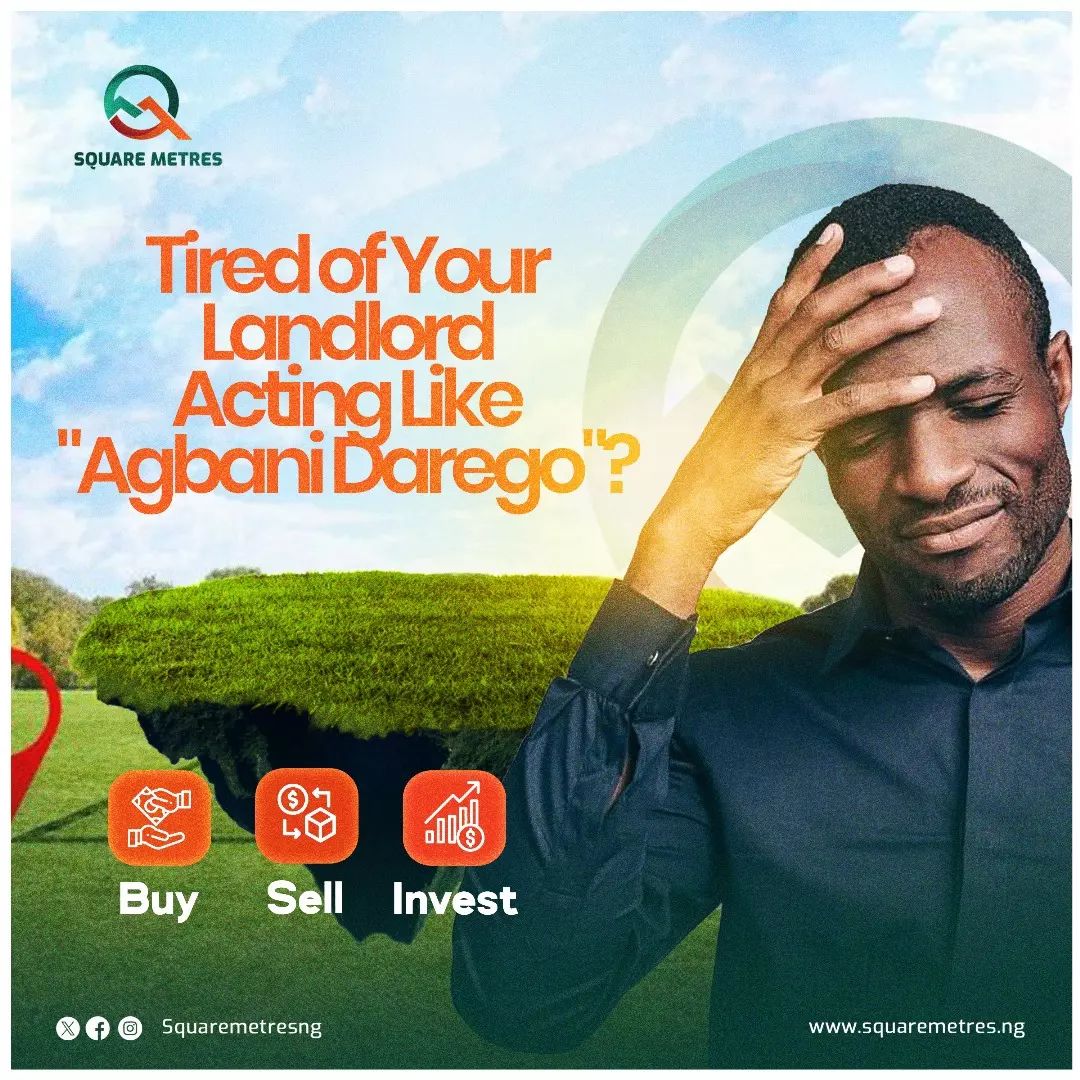 SQUARE METRES
Tired of Your
Landlord
Acting Like
"Agbani Darego"?
Buy Sell Invest
Squaremetresng
www.squaremetres.ng